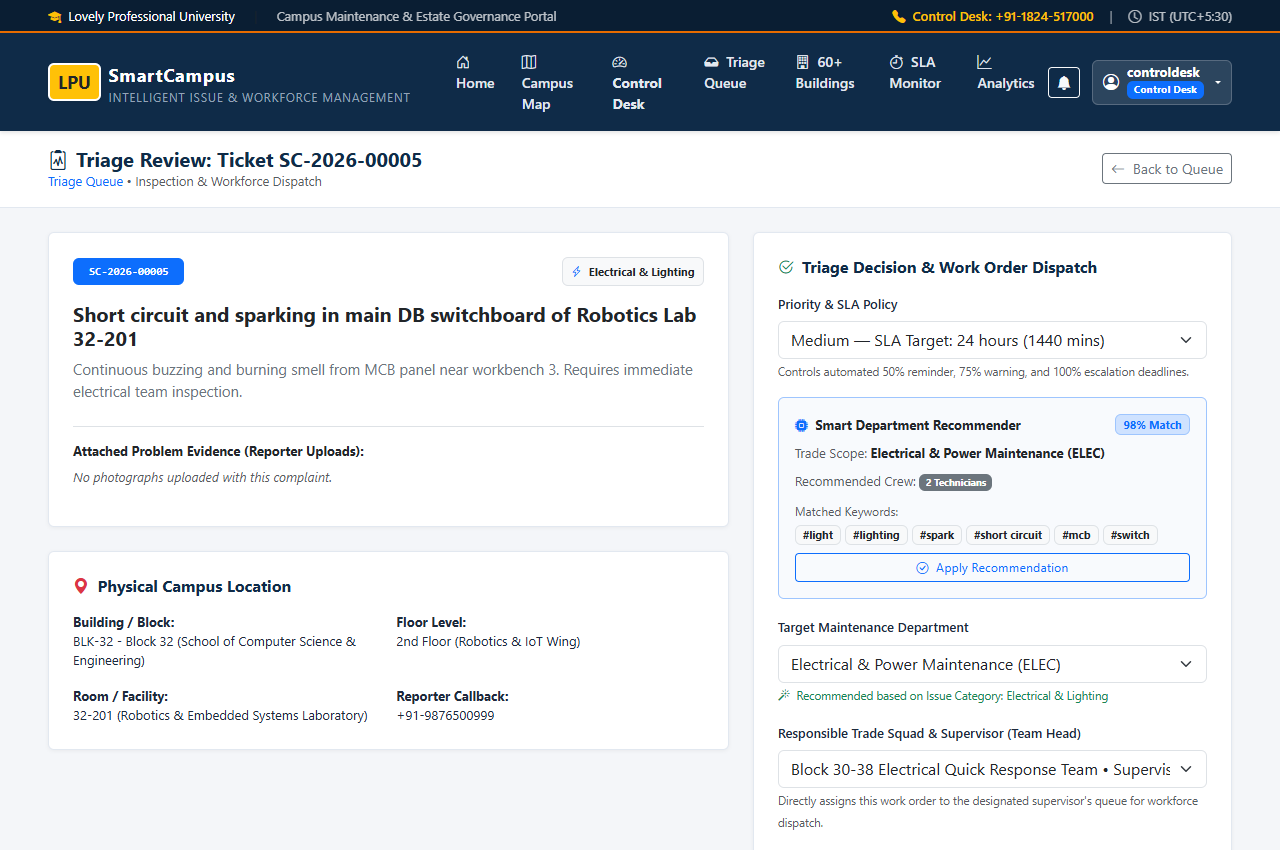 Lovely Professional University
Campus Maintenance & Estate Governance Portal
Control Desk: +91-1824-517000
|
IST (UTC+5:30)
LPU
SmartCampus
INTELLIGENT ISSUE & WORKFORCE MANAGEMENT
Home
Campus Map
Control Desk
Triage Queue
60+ Buildings
SLA Monitor
Analytics
controldesk
Control Desk
Triage Review: Ticket SC-2026-00005
Triage Queue • Inspection & Workforce Dispatch
Back to Queue
SC-2026-00005
Electrical & Lighting
Short circuit and sparking in main DB switchboard of Robotics Lab
32-201
Continuous buzzing and burning smell from MCB panel near workbench 3. Requires immediate
electrical team inspection.
Attached Problem Evidence (Reporter Uploads):
No photographs uploaded with this complaint.
Physical Campus Location
Building / Block:
BLK-32 - Block 32 (School of Computer Science &
Engineering)
Floor Level:
2nd Floor (Robotics & IoT Wing)
Room / Facility:
32-201 (Robotics & Embedded Systems Laboratory)
Reporter Callback:
+91-9876500999
Triage Decision & Work Order Dispatch
Priority & SLA Policy
Medium — SLA Target: 24 hours (1440 mins)
Controls automated 50% reminder, 75% warning, and 100% escalation deadlines.
Smart Department Recommender
98% Match
Trade Scope: Electrical & Power Maintenance (ELEC)
Recommended Crew: 2 Technicians
Matched Keywords:
#light #lighting #spark #short circuit #mcb #switch
Apply Recommendation
Target Maintenance Department
Electrical & Power Maintenance (ELEC)
Recommended based on Issue Category: Electrical & Lighting
Responsible Trade Squad & Supervisor (Team Head)
Block 30-38 Electrical Quick Response Team • Supervis
Directly assigns this work order to the designated supervisor's queue for workforce
dispatch.